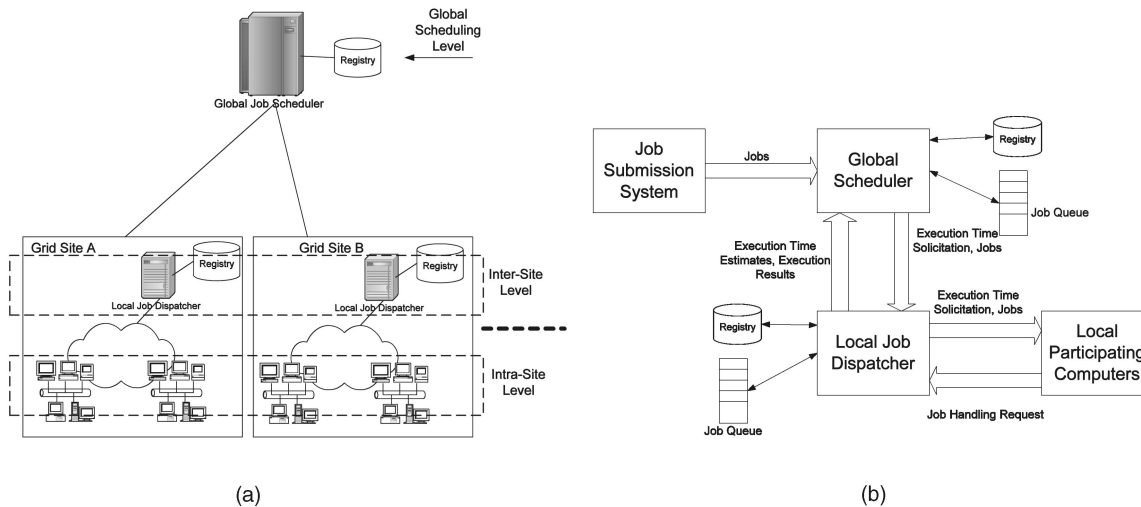 Global
Scheduling
Level
Registry
Global Job Scheduler
Grid Site A
Registry
Local Job Dispatcher
Grid Site B
Registry
Local Job Dispatcher
Inter-Site
Level
Intra-Site
Level
(a)
Job
Submission
System
Jobs
Global
Scheduler
Registry
Job Queue
Execution Time
Estimates, Execution
Results
Execution Time
Solicitation, Jobs
Registry
Job Queue
Local Job
Dispatcher
Execution Time
Solicitation, Jobs
Local
Participating
Computers
Job Handling Request
(b)